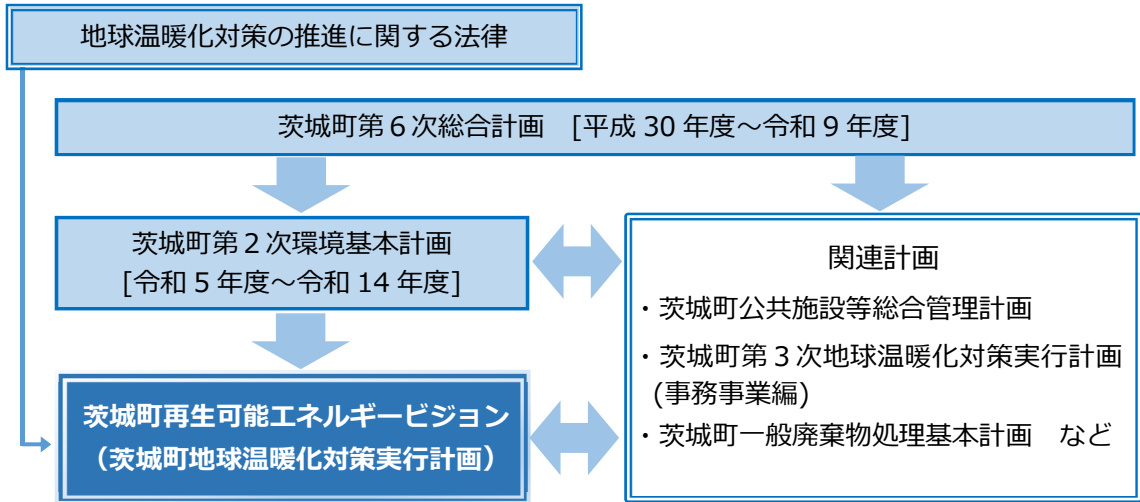 地球温暖化対策の推進に関する法律
茨城町第６次総合計画　[平成 30 年度～令和 9 年度]
茨城町第２次環境基本計画
[令和 5 年度～令和 14 年度]
茨城町再生可能エネルギービジョン
（茨城町地球温暖化対策実行計画）
関連計画
・茨城町公共施設等総合管理計画
・茨城町第３次地球温暖化対策実行計画
(事務事業編)
・茨城町一般廃棄物処理基本計画　など